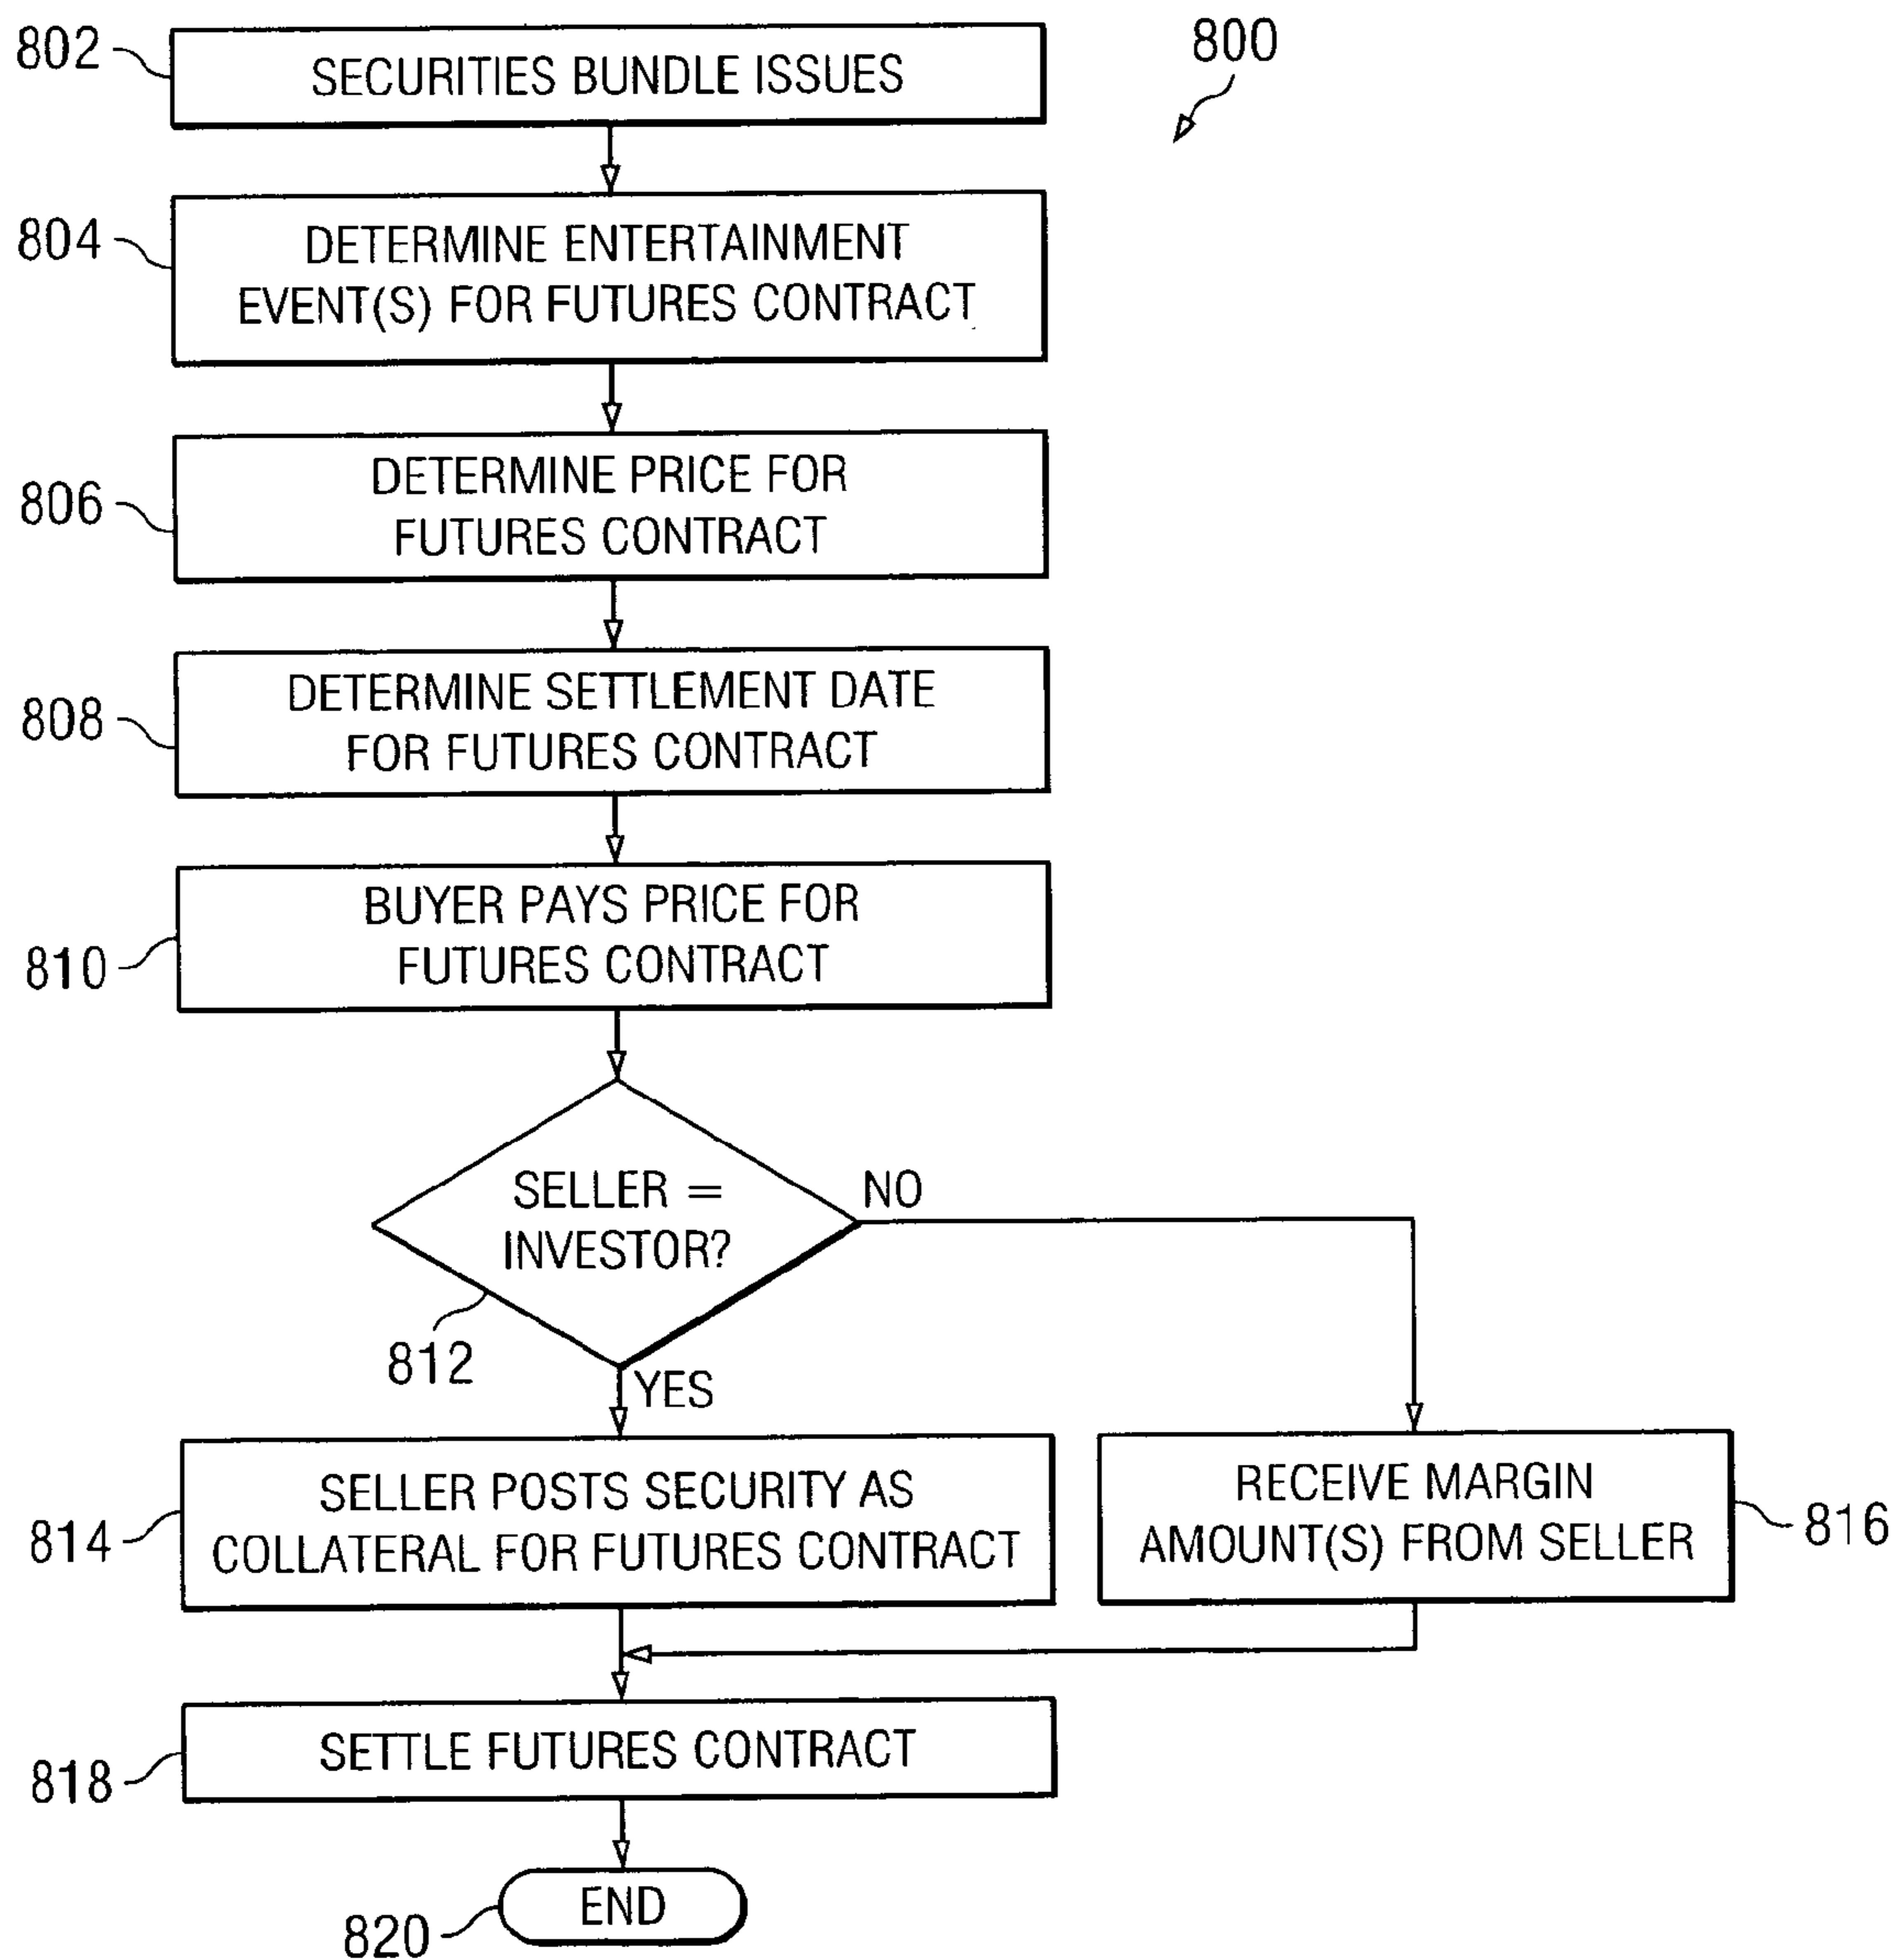 800
802
SECURITIES BUNDLE ISSUES
804
DETERMINE ENTERTAINMENT
EVENT(S) FOR FUTURES CONTRACT
806
DETERMINE PRICE FOR
FUTURES CONTRACT
808
DETERMINE SETTLEMENT DATE
FOR FUTURES CONTRACT
810
BUYER PAYS PRICE FOR
FUTURES CONTRACT
SELLER =
INVESTOR?
NO
812
YES
814
SELLER POSTS SECURITY AS
COLLATERAL FOR FUTURES CONTRACT
RECEIVE MARGIN
AMOUNT(S) FROM SELLER
816
818
SETTLE FUTURES CONTRACT
820
END